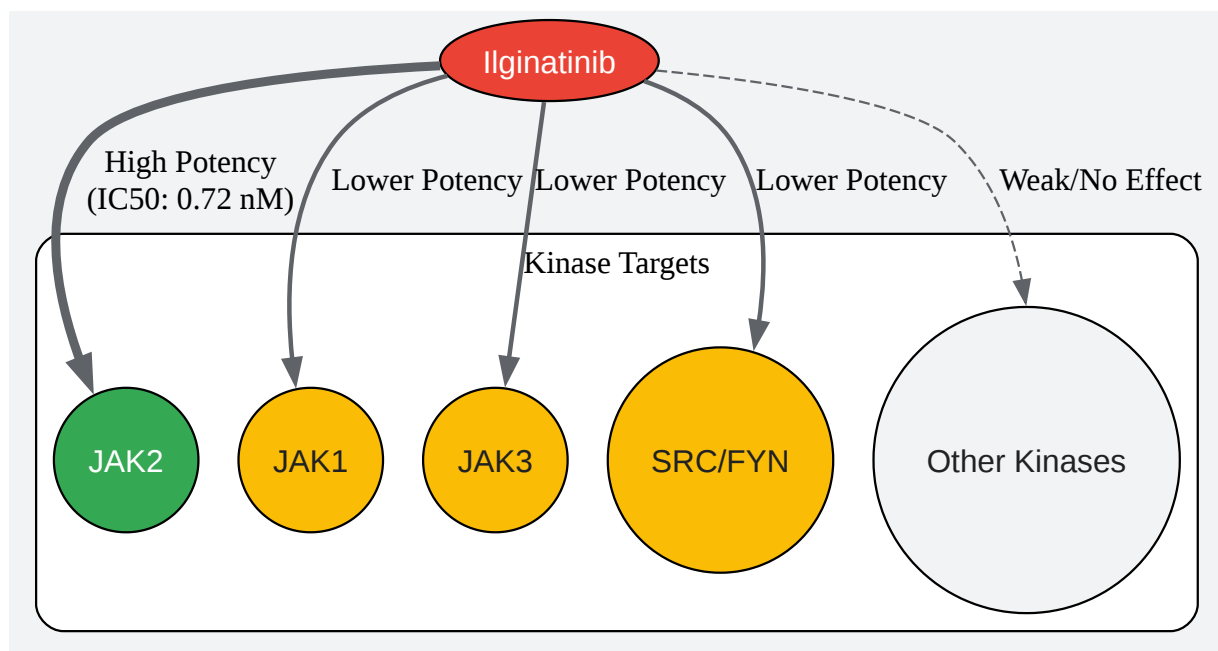 Ilginatinib
High Potency
(IC50: 0.72 nM)
Lower Potency
Lower Potency
Lower Potency
Weak/No Effect
Kinase Targets
JAK2
JAK1
JAK3
SRC/FYN
Other Kinases